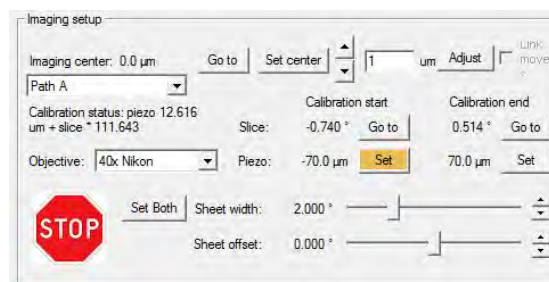 Imaging setup
Imaging center: 0.0 µm Go to Set center 1 um Adjust Link move
Path A
Calibration status: piezo 12.616
um + slice * 111.643
Calibration start Calibration end
Slice: -0.740 ° Go to 0.514 ° Go to
Objective: 40x Nikon Piezo: -70.0 µm Set 70.0 µm Set
STOP
Set Both Sheet width: 2.000 °
Sheet offset: 0.000 °